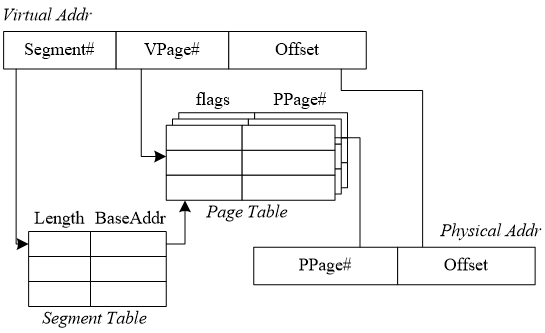 Virtual Addr
Segment# VPage# Offset
flags PPage#
Page Table
Length BaseAddr
Segment Table
Physical Addr
PPage# Offset